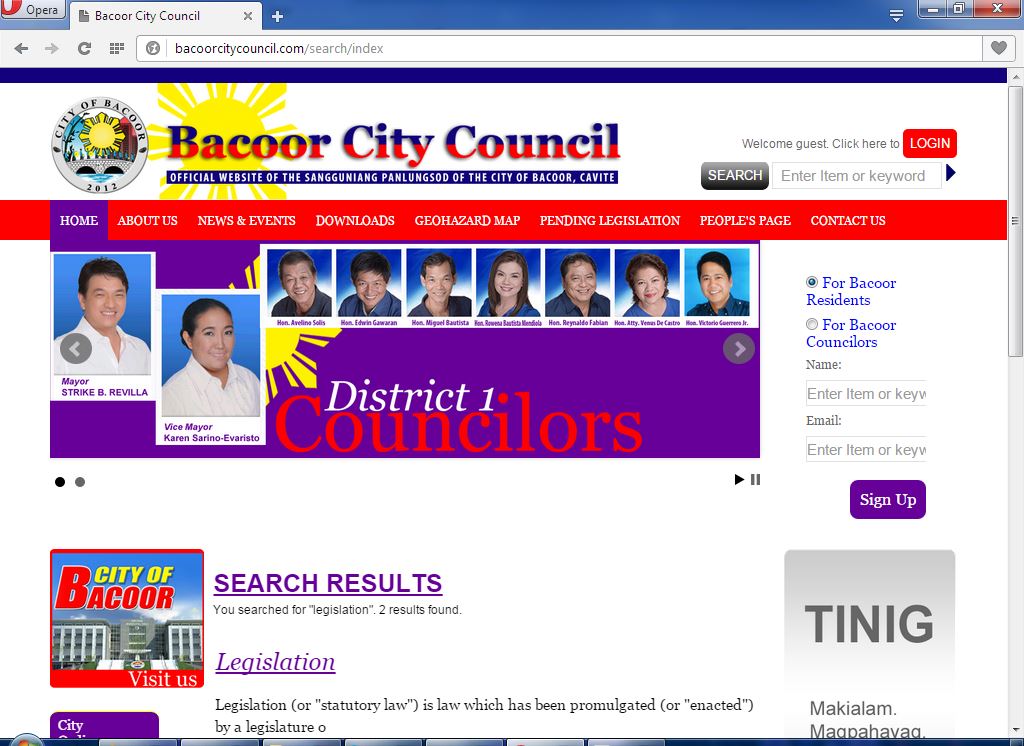 Opera
Bacoor City Council
bacoorcitycouncil.com/search/index
CITY OF BACOOR
2012
Bacoor City Council
OFFICIAL WEBSITE OF THE SANGGUNIANG PANLUNGSOD OF THE CITY OF BACOOR, CAVITE
Welcome guest. Click here to LOGIN
SEARCH Enter Item or keyword
HOME ABOUT US NEWS & EVENTS DOWNLOADS GEOHAZARD MAP PENDING LEGISLATION PEOPLE'S PAGE CONTACT US
Hon. Avelino Solis Hon. Edwin Gawaran Hon. Miguel Bautista Hon. Rowena Bautista Mendiola Hon. Reynaldo Fabian Hon. Atty. Venus De Castro Hon. Victorio Guerrero Jr.
Mayor
STRIKE B. REVILLA
Vice Mayor
Karen Sarino-Evaristo
District 1
Councilors
For Bacoor
Residents
For Bacoor
Councilors
Name:
Enter Item or keyw
Email:
Enter Item or keyw
Sign Up
CITY OF
BACOOR
Visit us
City
SEARCH RESULTS
You searched for "legislation". 2 results found.
Legislation
Legislation (or "statutory law") is law which has been promulgated (or "enacted")
by a legislature o
TINIG
Makialam.
Magpahayag.